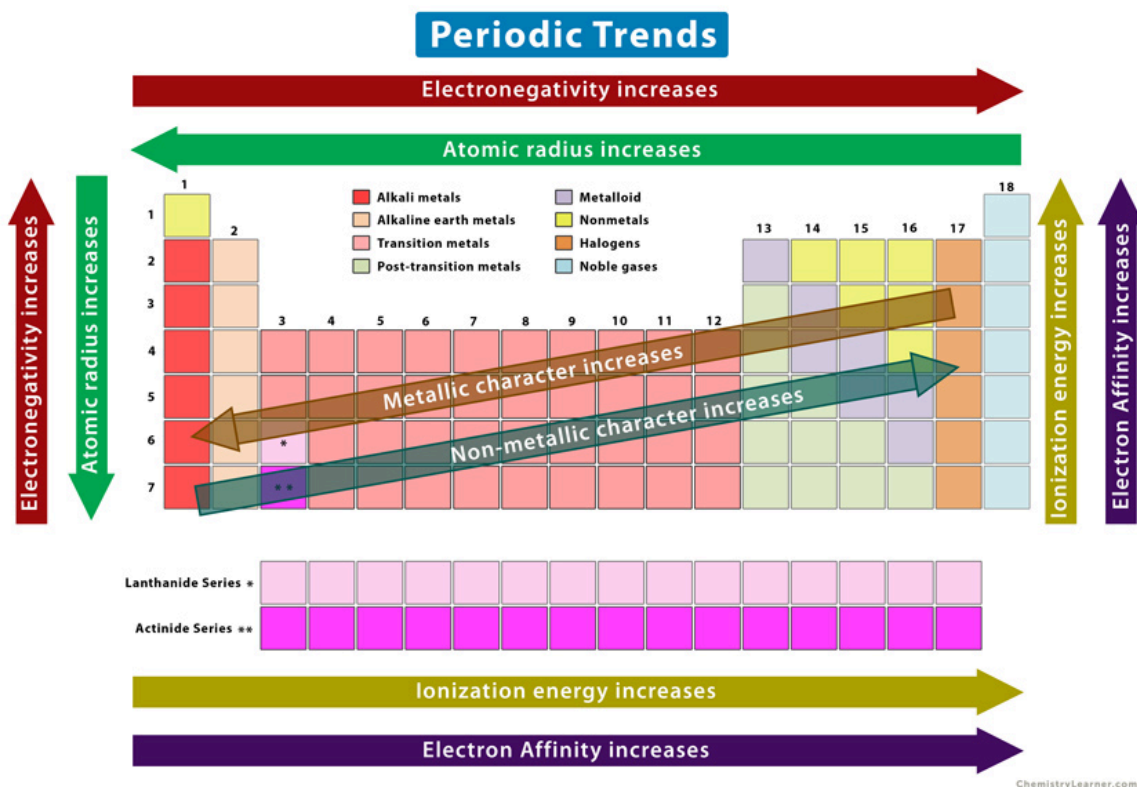 Periodic Trends
Electronegativity increases
Atomic radius increases
Electronegativity increases
Atomic radius increases
1
18
Alkali metals
Metalloid
Alkaline earth metals
Nonmetals
Transition metals
Halogens
Post-transition metals
Noble gases
1
2
13
14
15
16
17
2
3
3
4
5
6
7
8
9
10
11
12
4
5
6
*
7
**
Metallic character increases
Non-metallic character increases
Ionization energy increases
Electron Affinity increases
Lanthanide Series *
Actinide Series **
Ionization energy increases
Electron Affinity increases
ChemistryLearner.com